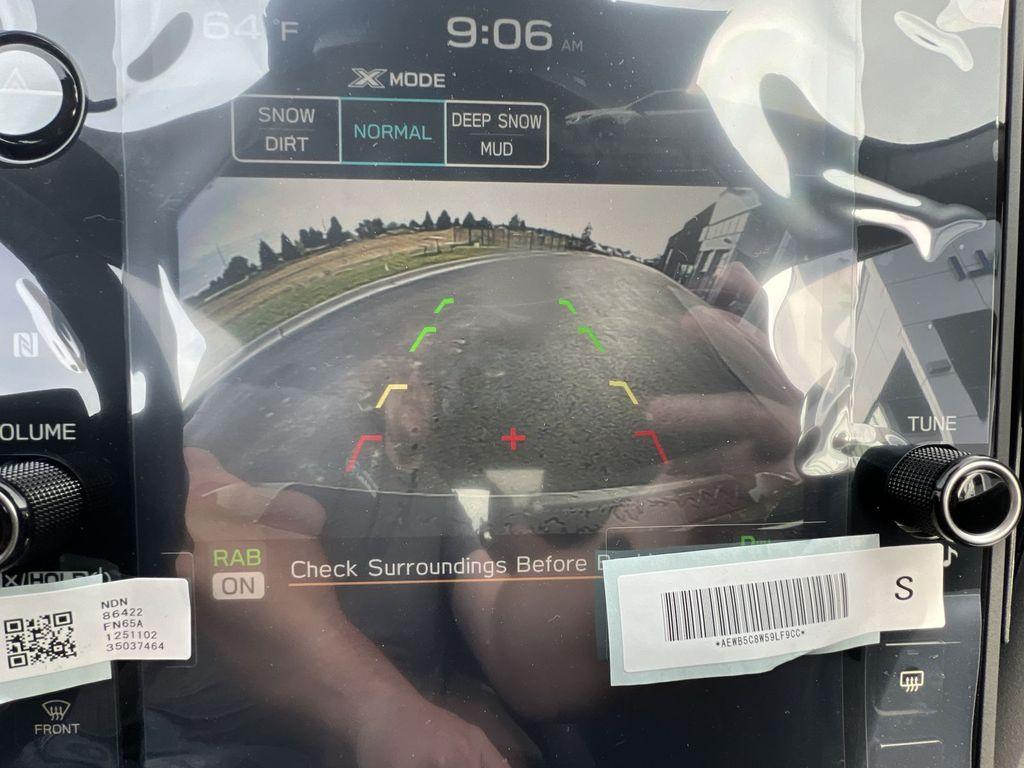 64°F
9:06 AM
X MODE
SNOW
DIRT
NORMAL
DEEP SNOW
MUD
OLUME
TUNE
RAB
ON
Check Surroundings Before
NDN
86422
FN65A
1251102
35037464
S
*AEWB5C8W59LF9CC*
FRONT